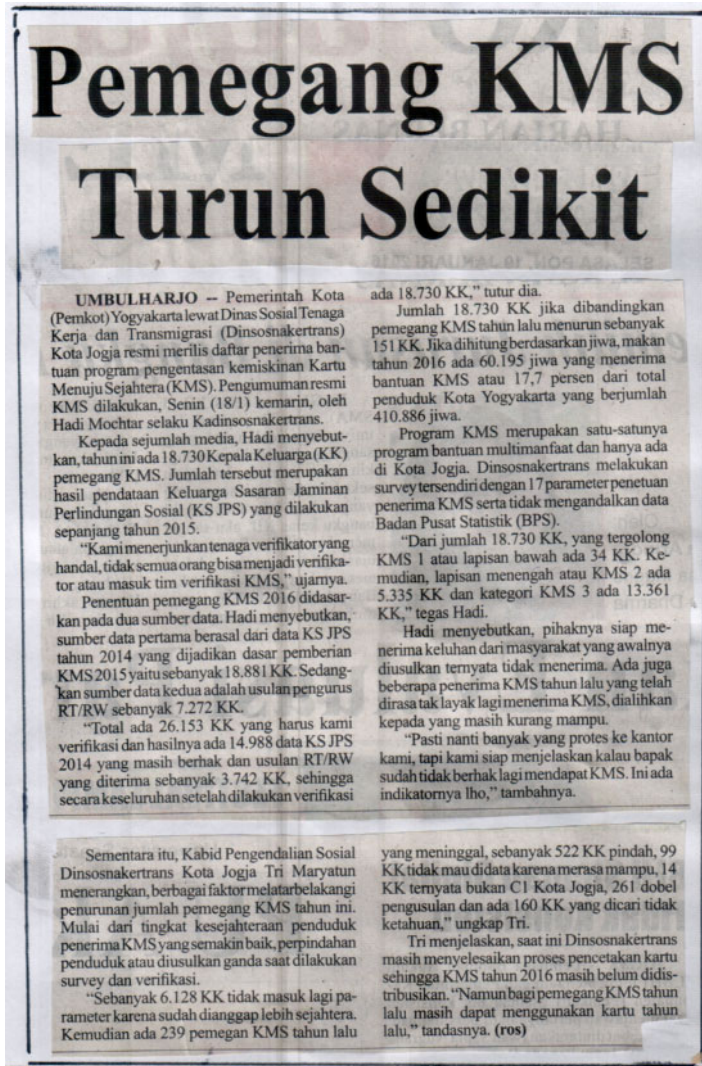 Pemegang KMS
Turun Sedikit
UMBULHARJO -- Pemerintah Kota
(Pemkot) Yogyakarta lewat Dinas Sosial Tenaga
Kerja dan Transmigrasi (Dinsosnakertrans)
Kota Jogja resmi merilis daftar penerima ban-
tuan program pengentasan kemiskinan Kartu
Menuju Sejahtera (KMS). Pengumuman resmi
KMS dilakukan, Senin (18/1) kemarin, oleh
Hadi Mochtar selaku Kadinsosnakertrans.
Kepada sejumlah media, Hadi menyebut-
kan, tahun ini ada 18.730 Kepala Keluarga (KK)
pemegang KMS. Jumlah tersebut merupakan
hasil pendataan Keluarga Sasaran Jaminan
Perlindungan Sosial (KS JPS) yang dilakukan
sepanjang tahun 2015.
"Kami menerjunkan tenaga verifikator yang
handal, tidak semua orang bisa menjadi verifika-
tor atau masuk tim verifikasi KMS," ujarnya.
Penentuan pemegang KMS 2016 didasar-
kan pada dua sumber data. Hadi menyebutkan,
sumber data pertama berasal dari data KS JPS
tahun 2014 yang dijadikan dasar pemberian
KMS 2015 yaitu sebanyak 18.881 KK. Sedang-
kan sumber data kedua adalah usulan pengurus
RT/RW sebanyak 7.272 KK.
"Total ada 26.153 KK yang harus kami
verifikasi dan hasilnya ada 14.988 data KS JPS
2014 yang masih berhak dan usulan RT/RW
yang diterima sebanyak 3.742 KK, sehingga
secara keseluruhan setelah dilakukan verifikasi
ada 18.730 KK," tutur dia.
Jumlah 18.730 KK jika dibandingkan
pemegang KMS tahun lalu menurun sebanyak
151 KK. Jika dihitung berdasarkan jiwa, makan
tahun 2016 ada 60.195 jiwa yang menerima
bantuan KMS atau 17,7 persen dari total
penduduk Kota Yogyakarta yang berjumlah
410.886 jiwa.
Program KMS merupakan satu-satunya
program bantuan multimanfaat dan hanya ada
di Kota Jogja. Dinsosnakertrans melakukan
survey tersendiri dengan 17 parameter penetuan
penerima KMS serta tidak mengandalkan data
Badan Pusat Statistik (BPS).
"Dari jumlah 18.730 KK, yang tergolong
KMS 1 atau lapisan bawah ada 34 KK. Ke-
mudian, lapisan menengah atau KMS 2 ada
5.335 KK dan kategori KMS 3 ada 13.361
KK," tegas Hadi.
Hadi menyebutkan, pihaknya siap me-
nerima keluhan dari masyarakat yang awalnya
diusulkan ternyata tidak menerima. Ada juga
beberapa penerima KMS tahun lalu yang telah
dirasa tak layak lagi menerima KMS, dialihkan
kepada yang masih kurang mampu.
"Pasti nanti banyak yang protes ke kantor
kami, tapi kami siap menjelaskan kalau bapak
sudah tidak berhak lagi mendapat KMS. Ini ada
indikatornya lho," tambahnya.
Sementara itu, Kabid Pengendalian Sosial
Dinsosnakertrans Kota Jogja Tri Maryatun
menerangkan, berbagai faktor melatarbelakangi
penurunan jumlah pemegang KMS tahun ini.
Mulai dari tingkat kesejahteraan penduduk
penerima KMS yang semakin baik, perpindahan
penduduk atau diusulkan ganda saat dilakukan
survey dan verifikasi.
"Sebanyak 6.128 KK tidak masuk lagi pa-
rameter karena sudah dianggap lebih sejahtera.
Kemudian ada 239 pemegan KMS tahun lalu
yang meninggal, sebanyak 522 KK pindah, 99
KK tidak mau didata karena merasa mampu, 14
KK ternyata bukan C1 Kota Jogja, 261 dobel
pengusulan dan ada 160 KK yang dicari tidak
ketahuan," ungkap Tri.
Tri menjelaskan, saat ini Dinsosnakertrans
masih menyelesaikan proses pencetakan kartu
sehingga KMS tahun 2016 masih belum didis-
tribusikan. "Namun bagi pemegang KMS tahun
lalu masih dapat menggunakan kartu tahun
lalu," tandasnya. (ros)